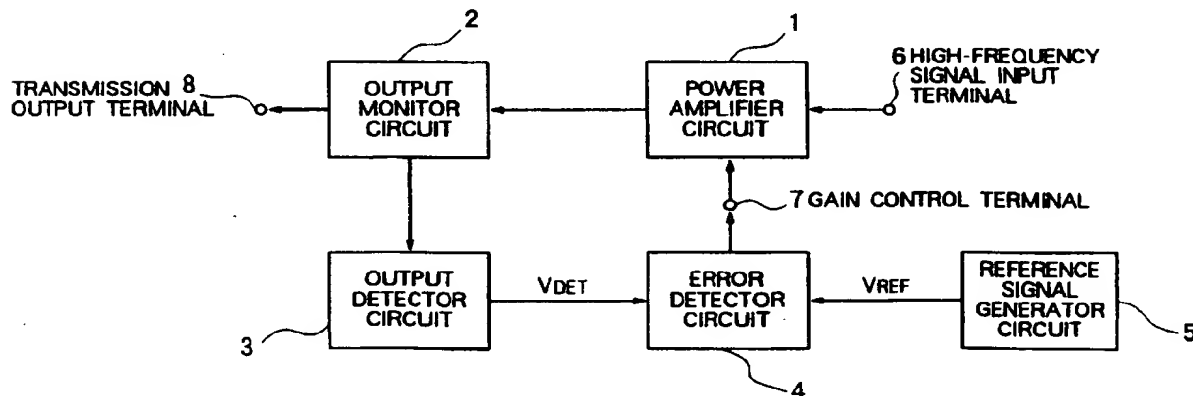 2
1
TRANSMISSION 8
OUTPUT TERMINAL
OUTPUT
MONITOR
CIRCUIT
POWER
AMPLIFIER
CIRCUIT
6 HIGH-FREQUENCY
SIGNAL INPUT
TERMINAL
7 GAIN CONTROL TERMINAL
OUTPUT
DETECTOR
CIRCUIT
VDET
ERROR
DETECTOR
CIRCUIT
VREF
REFERENCE
SIGNAL
GENERATOR
CIRCUIT
3
4
5